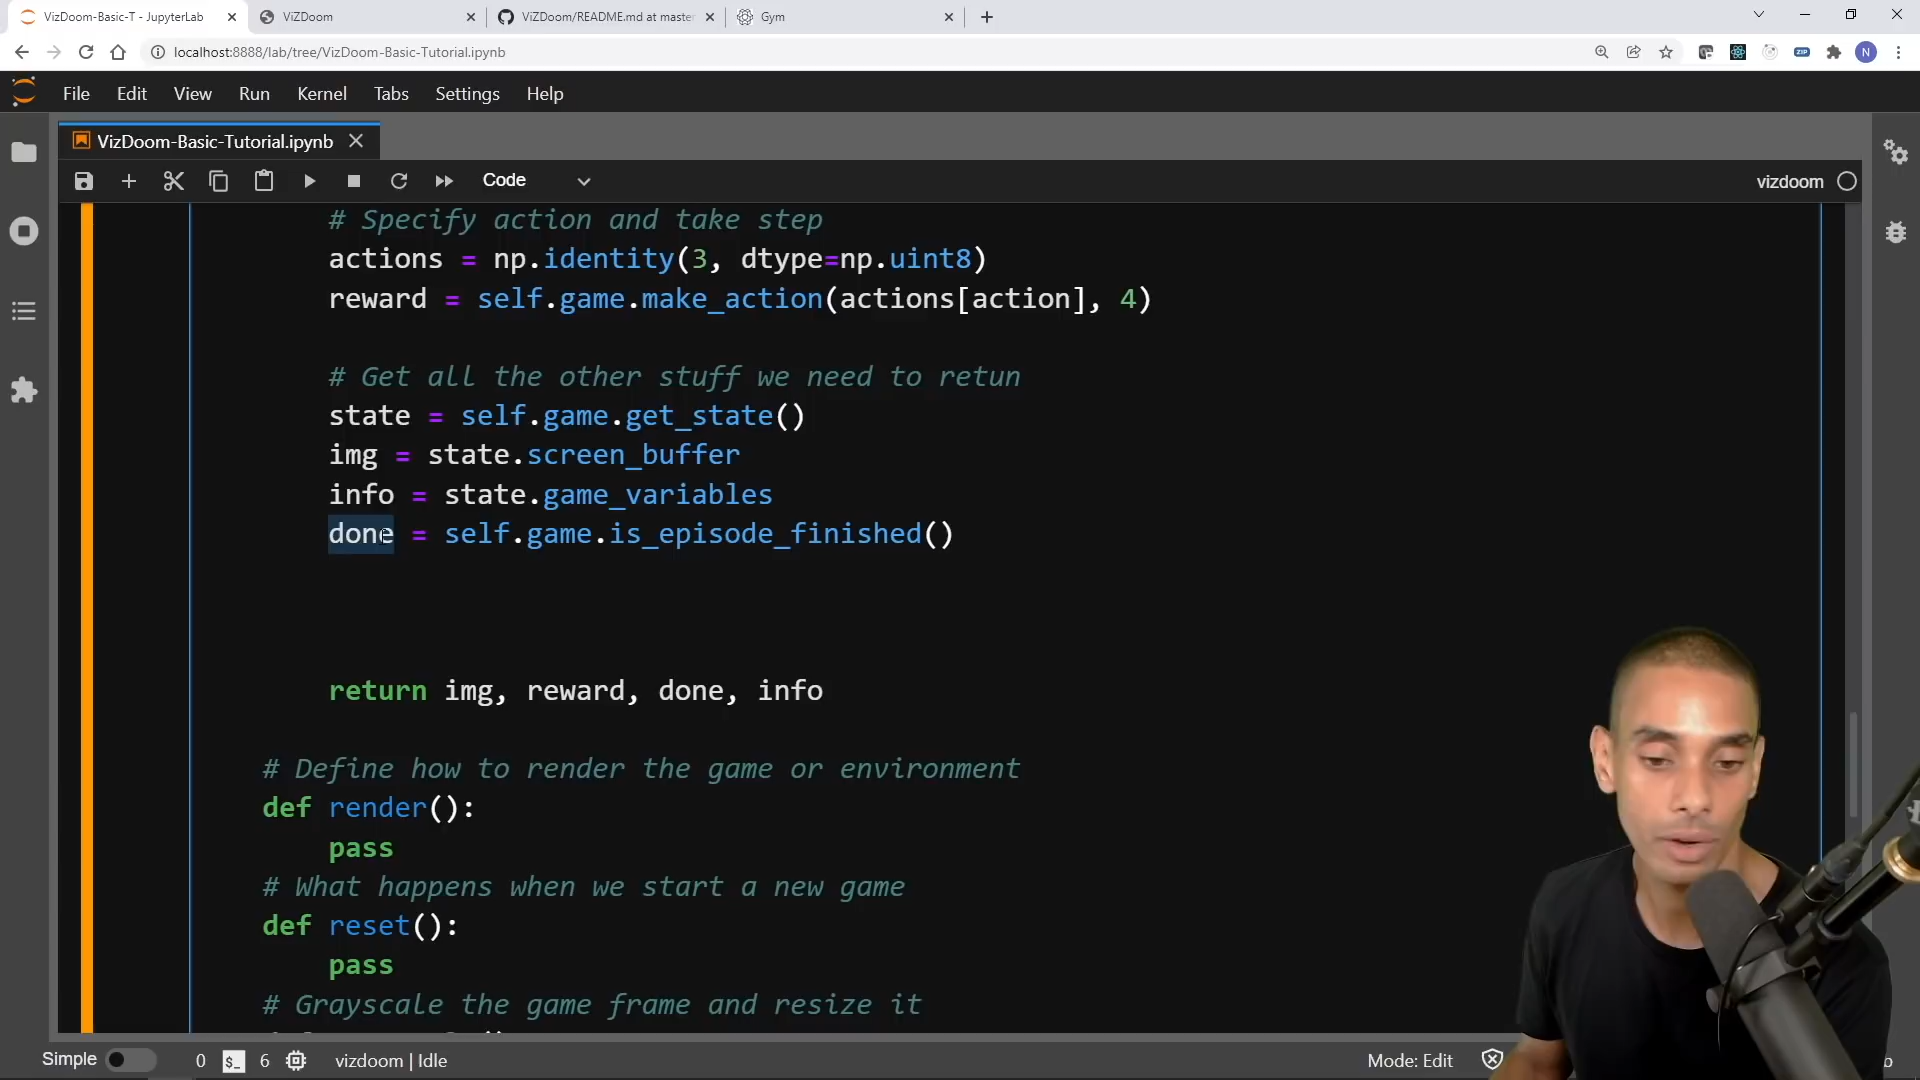 VizDoom-Basic-T - JupyterLab
ViZDoom
ViZDoom/README.md at master
Gym
localhost:8888/lab/tree/VizDoom-Basic-Tutorial.ipynb
ZIP
N
File Edit View Run Kernel Tabs Settings Help
VizDoom-Basic-Tutorial.ipynb
Code
vizdoom
# Specify action and take step
actions = np.identity(3, dtype=np.uint8)
reward = self.game.make_action(actions[action], 4)
# Get all the other stuff we need to retun
state = self.game.get_state()
img = state.screen_buffer
info = state.game_variables
done = self.game.is_episode_finished()
return img, reward, done, info
# Define how to render the game or environment
def render():
pass
# What happens when we start a new game
def reset():
pass
# Grayscale the game frame and resize it
Simple 0 $_ 6 vizdoom | Idle Mode: Edit